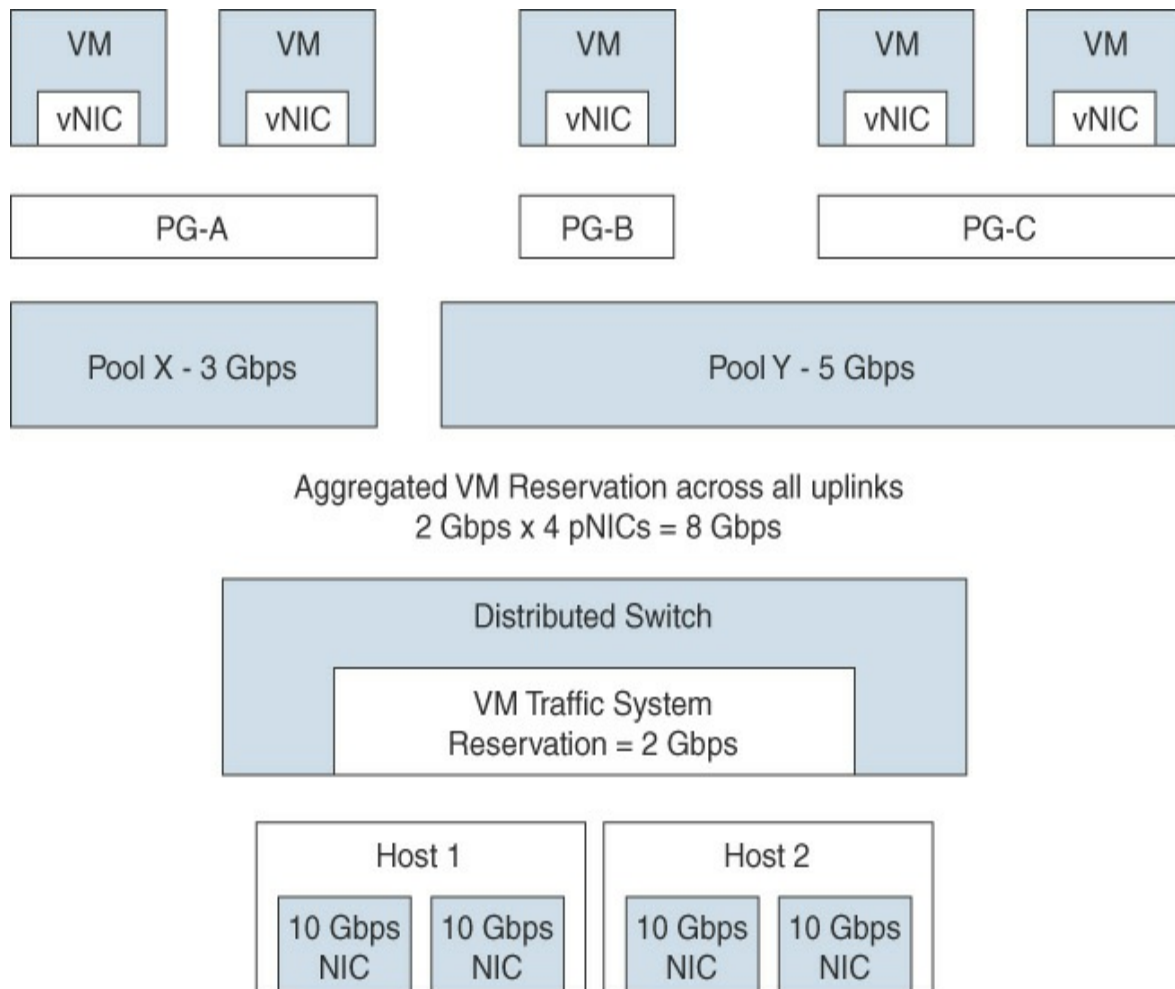 VM
VM
VM
VM
VM
vNIC
vNIC
vNIC
vNIC
vNIC
PG-A
PG-B
PG-C
Pool X - 3 Gbps
Pool Y - 5 Gbps
Aggregated VM Reservation across all uplinks
2 Gbps x 4 pNICs = 8 Gbps
Distributed Switch
VM Traffic System
Reservation = 2 Gbps
Host 1
Host 2
10 Gbps
NIC
10 Gbps
NIC
10 Gbps
NIC
10 Gbps
NIC